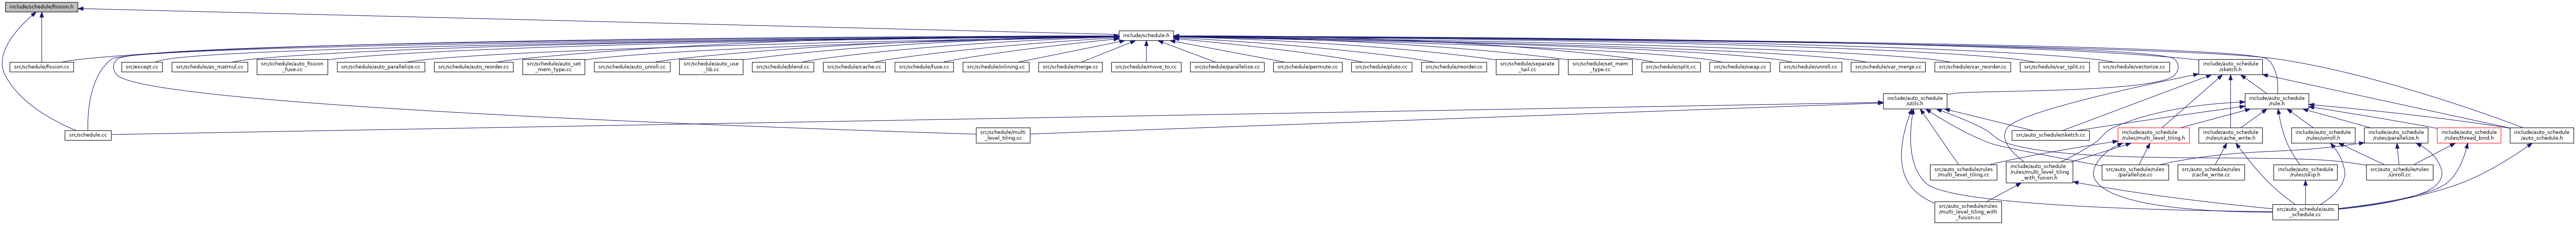 include/schedule/fission.h
include/schedule.h
src/schedule/fission.cc
src/except.cc
src/schedule/as_matmul.cc
src/schedule/auto_fission
_fuse.cc
src/schedule/auto_parallelize.cc
src/schedule/auto_reorder.cc
src/schedule/auto_set
_mem_type.cc
src/schedule/auto_unroll.cc
src/schedule/auto_use
_lib.cc
src/schedule/blend.cc
src/schedule/cache.cc
src/schedule/fuse.cc
src/schedule/inlining.cc
src/schedule/merge.cc
src/schedule/move_to.cc
src/schedule/parallelize.cc
src/schedule/permute.cc
src/schedule/pluto.cc
src/schedule/reorder.cc
src/schedule/separate
_tail.cc
src/schedule/set_mem
_type.cc
src/schedule/split.cc
src/schedule/swap.cc
src/schedule/unroll.cc
src/schedule/var_merge.cc
src/schedule/var_reorder.cc
src/schedule/var_split.cc
src/schedule/vectorize.cc
include/auto_schedule
/sketch.h
include/auto_schedule
/utils.h
include/auto_schedule
/rule.h
src/schedule.cc
src/schedule/multi
_level_tiling.cc
src/auto_schedule/sketch.cc
include/auto_schedule
/rules/multi_level_tiling.h
include/auto_schedule
/rules/cache_write.h
include/auto_schedule
/rules/unroll.h
include/auto_schedule
/rules/parallelize.h
include/auto_schedule
/rules/thread_bind.h
include/auto_schedule
/auto_schedule.h
src/auto_schedule/rules
/multi_level_tiling.cc
include/auto_schedule
/rules/multi_level_tiling
_with_fusion.h
src/auto_schedule/rules
/parallelize.cc
src/auto_schedule/rules
/cache_write.cc
include/auto_schedule
/rules/skip.h
src/auto_schedule/rules
/unroll.cc
src/auto_schedule/rules
/multi_level_tiling_with
_fusion.cc
src/auto_schedule/auto
_schedule.cc